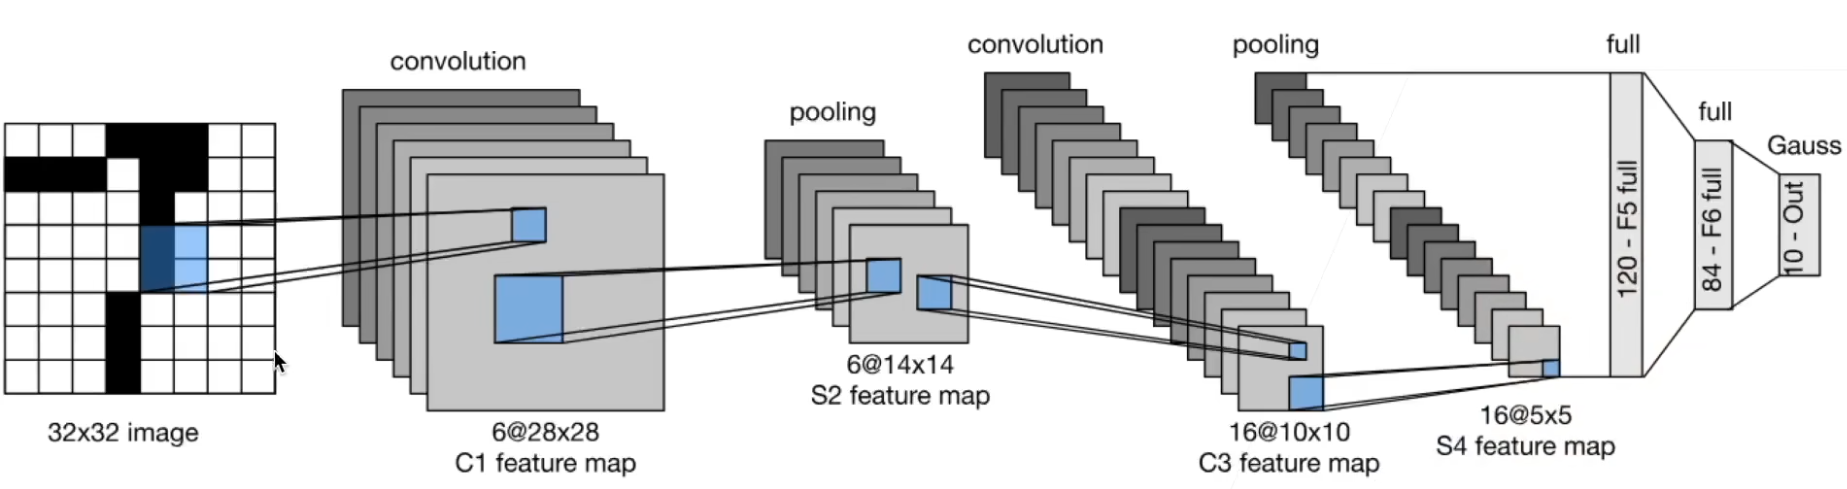 32x32 image
convolution
6@28x28
C1 feature map
pooling
6@14x14
S2 feature map
convolution
16@10x10
C3 feature map
pooling
16@5x5
S4 feature map
full
120 - F5 full
full
84 - F6 full
Gauss
10 - Out